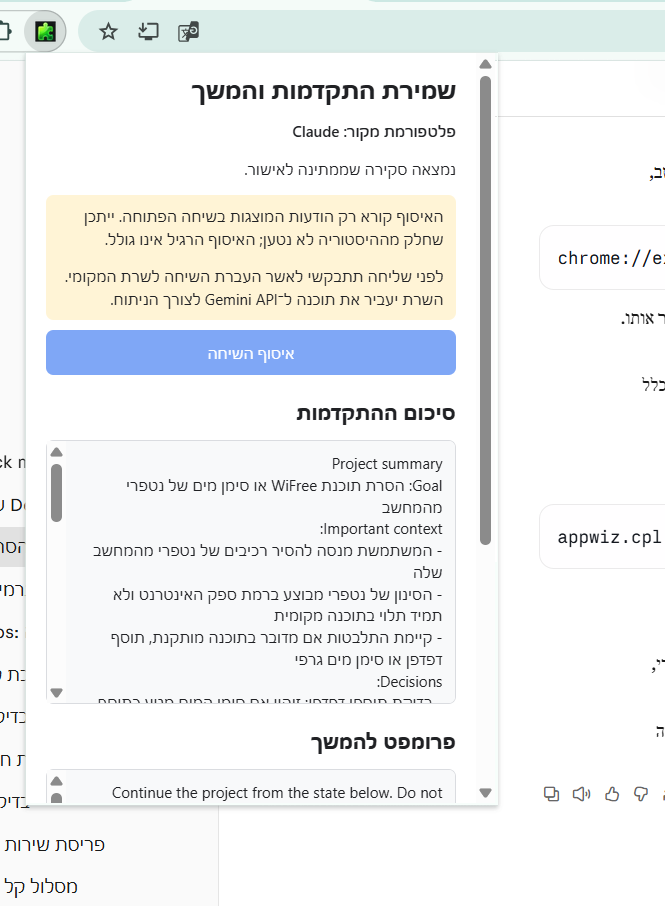 שמירת התקדמות והמשך
פלטפורמת מקור: Claude
נמצאה סקירה שממתינה לאישור.
האיסוף קורא רק הודעות המוצגות בשיחה הפתוחה. ייתכן
שחלק מההיסטוריה לא נטען; האיסוף הרגיל אינו גולל.
לפני שליחה תתבקשי לאשר העברת השיחה לשרת המקומי.
השרת יעביר את תוכנה ל־Gemini API לצורך הניתוח.
איסוף השיחה
סיכום ההתקדמות
Project summary
Goal: הסרת תוכנת WiFree או סימן מים של נטפרי
מהמחשב
Important context:
- המשתמשת מנסה להסיר רכיבים של נטפרי מהמחשב
שלה
- הסינון של נטפרי מבוצע ברמת ספק האינטרנט ולא
תמיד תלוי בתוכנה מקומית
- קיימת התלבטות אם מדובר בתוכנה מותקנת, תוסף
דפדפן או סימן מים גרפי
Decisions:
פרומפט להמשך
Continue the project from the state below. Do not
chrome://e
ר אותו.
כלל
appwiz.cpl
פריסת שירות
מסלול קל